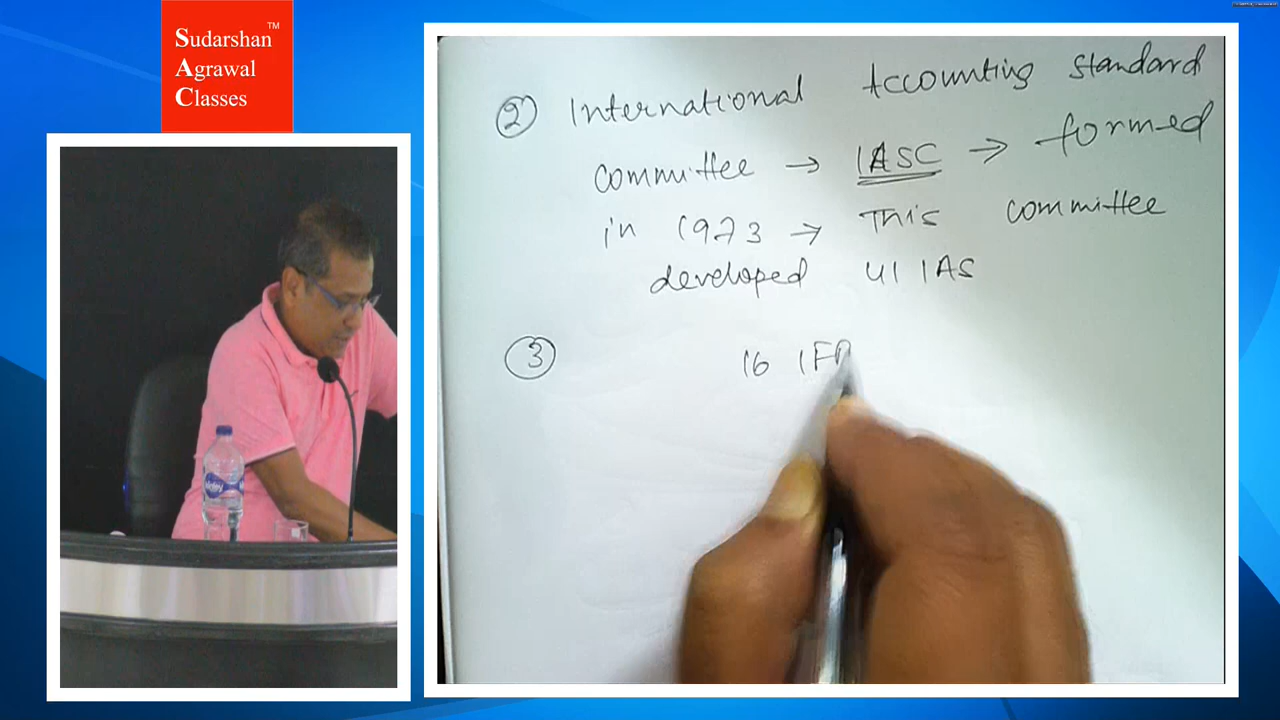 Sudarshan™
Agrawal
Classes
② International Accounting Standard
committee → IASC → formed
in 1973 → This committee
developed 41 IAS
③ 16 IFR